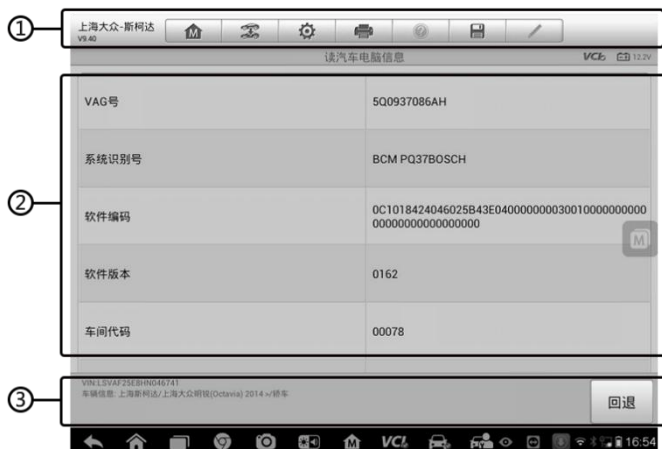 ①
上海大众-斯柯达
V9.40
读汽车电脑信息
VCI
12.2V
②
VAG号
5Q0937086AH
系统识别号
BCM PQ37BOSCH
软件编码
0C1018424046025B43E04000000030010000000000
00000000000000000
M
软件版本
0162
车间代码
00078
③
VIN:LSVAF25E8HN046741
车辆信息: 上海斯柯达/上海大众明锐(Octavia) 2014 >/轿车
回退
VCI
16:54